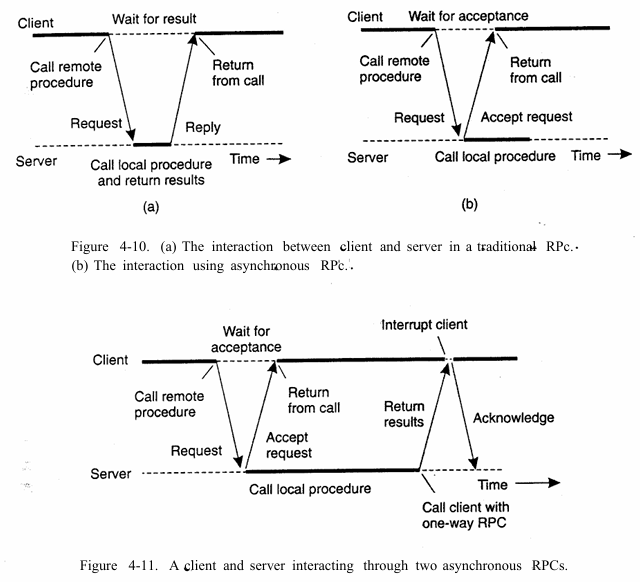 Client
Wait for result
Call remote
procedure
Return
from call
Request
Reply
Server
Call local procedure
and return results
Time
(a)
Client
Wait for acceptance
Call remote
procedure
Return
from call
Request
Accept request
Server
Call local procedure
Time
(b)
Figure 4-10. (a) The interaction between client and server in a traditional RPc.
(b) The interaction using asynchronous RPc.
Interrupt client
Wait for
acceptance
Client
Call remote
procedure
Return
from call
Return
results
Acknowledge
Request
Accept
request
Server
Call local procedure
Time
Call client with
one-way RPC
Figure 4-11. A client and server interacting through two asynchronous RPCs.